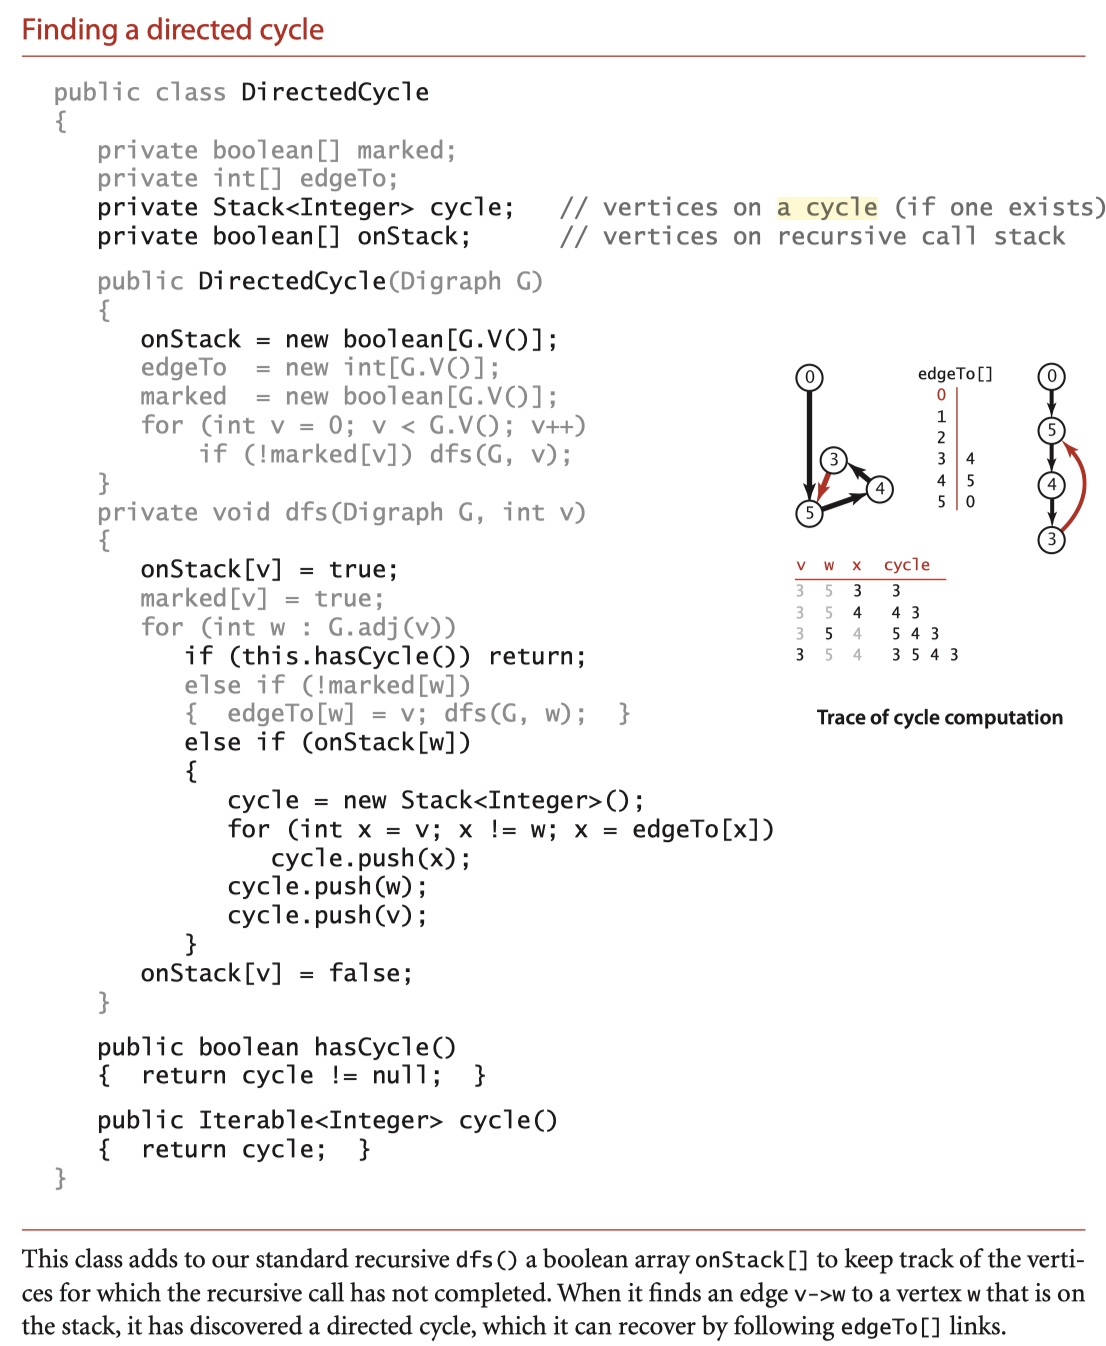 Finding a directed cycle
public class DirectedCycle
{
private boolean[] marked;
private int[] edgeTo;
private Stack<Integer> cycle;   // vertices on a cycle (if one exists)
private boolean[] onStack;      // vertices on recursive call stack
public DirectedCycle(Digraph G)
{
onStack = new boolean[G.V()];
edgeTo  = new int[G.V()];
marked  = new boolean[G.V()];
for (int v = 0; v < G.V(); v++)
if (!marked[v]) dfs(G, v);
}
private void dfs(Digraph G, int v)
{
onStack[v] = true;
marked[v] = true;
for (int w : G.adj(v))
if (this.hasCycle()) return;
else if (!marked[w])
{  edgeTo[w] = v; dfs(G, w);  }
else if (onStack[w])
{
cycle = new Stack<Integer>();
for (int x = v; x != w; x = edgeTo[x])
cycle.push(x);
cycle.push(w);
cycle.push(v);
}
onStack[v] = false;
}
public boolean hasCycle()
{  return cycle != null;  }
public Iterable<Integer> cycle()
{  return cycle;  }
}
0
3
4
5
edgeTo[]
0
1
2
3 4
4 5
5 0
0
5
4
3
v w x cycle
3 5 3 3
3 5 4 4 3
3 5 4 5 4 3
3 5 4 3 5 4 3
Trace of cycle computation
This class adds to our standard recursive dfs() a boolean array onStack[] to keep track of the verti-
ces for which the recursive call has not completed. When it finds an edge v->w to a vertex w that is on
the stack, it has discovered a directed cycle, which it can recover by following edgeTo[] links.